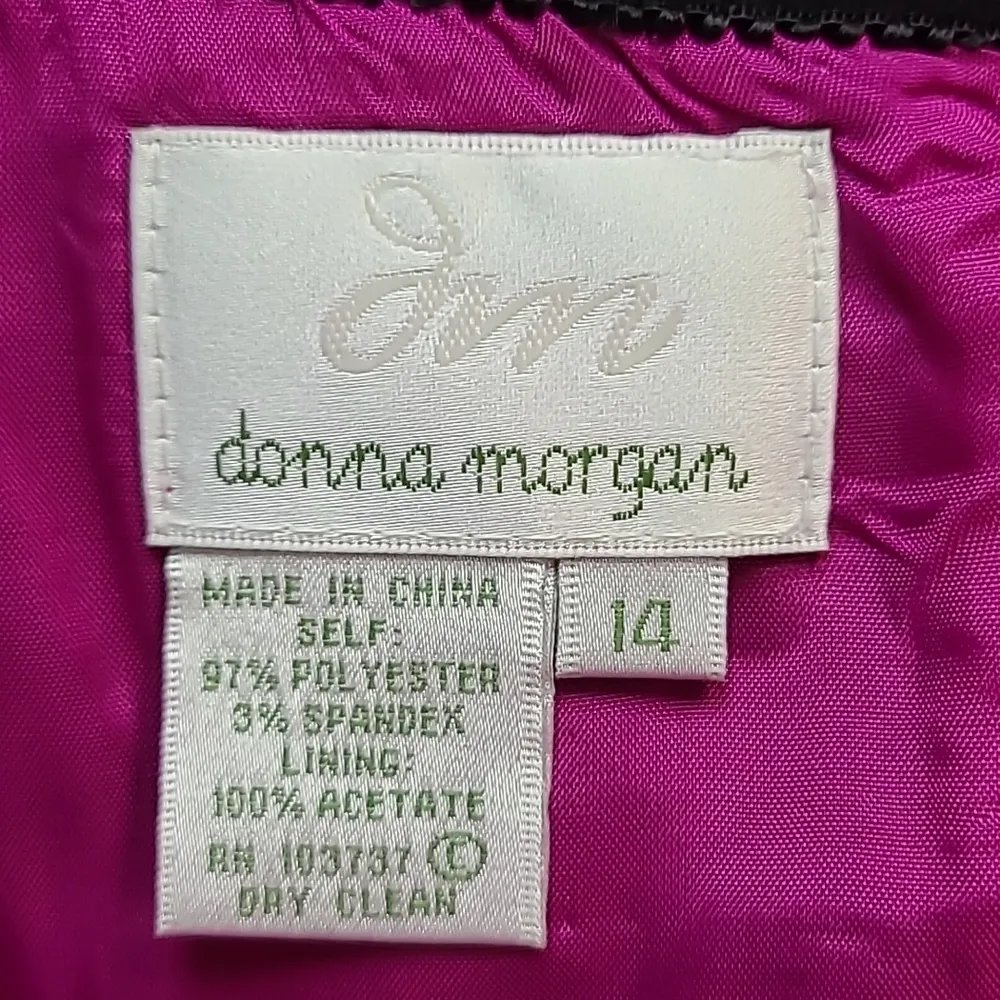 dm
donna morgan
MADE IN CHINA
SELF:
97% POLYESTER
3% SPANDEX
LINING:
100% ACETATE
RN 103737 Ⓒ
DRY CLEAN
14